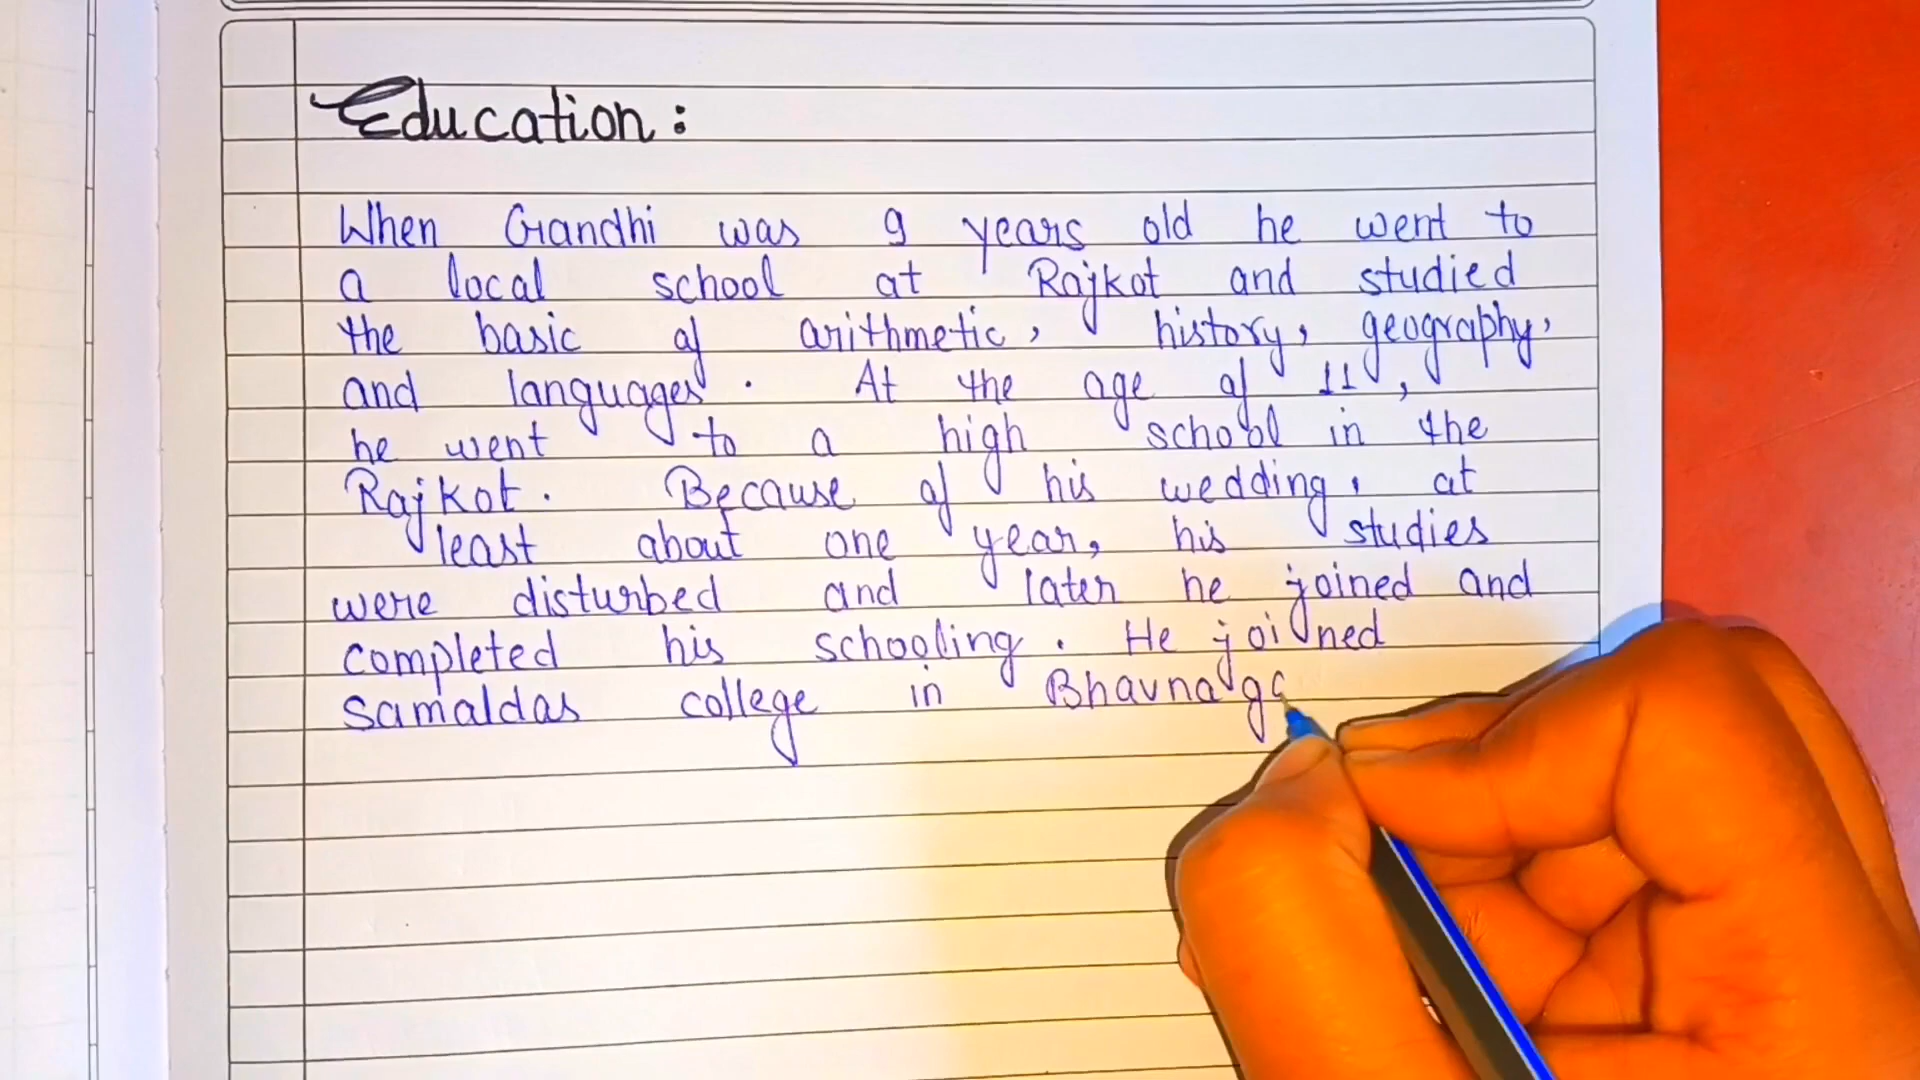 Education :
When Gandhi was 9 years old he went to
a local school at Rajkot and studied
the basic of arithmetic, history, geography,
and languages. At the age of 11,
he went to a high school in the
Rajkot. Because of his wedding, at
least about one year, his studies
were disturbed and later he joined and
completed his schooling. He joined
samaldas college in Bhavnaga